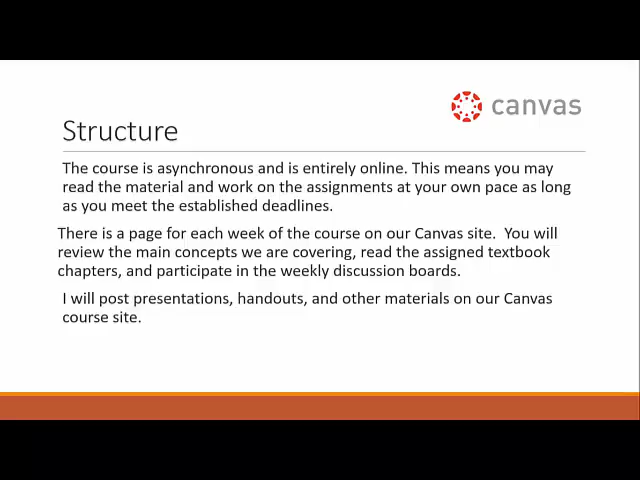 canvas
Structure
The course is asynchronous and is entirely online. This means you may
read the material and work on the assignments at your own pace as long
as you meet the established deadlines.
There is a page for each week of the course on our Canvas site.  You will
review the main concepts we are covering, read the assigned textbook
chapters, and participate in the weekly discussion boards.
I will post presentations, handouts, and other materials on our Canvas
course site.